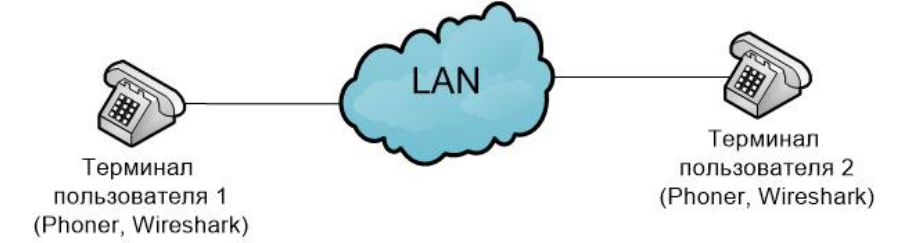 LAN
Терминал
пользователя 1
(Phoner, Wireshark)
Терминал
пользователя 2
(Phoner, Wireshark)